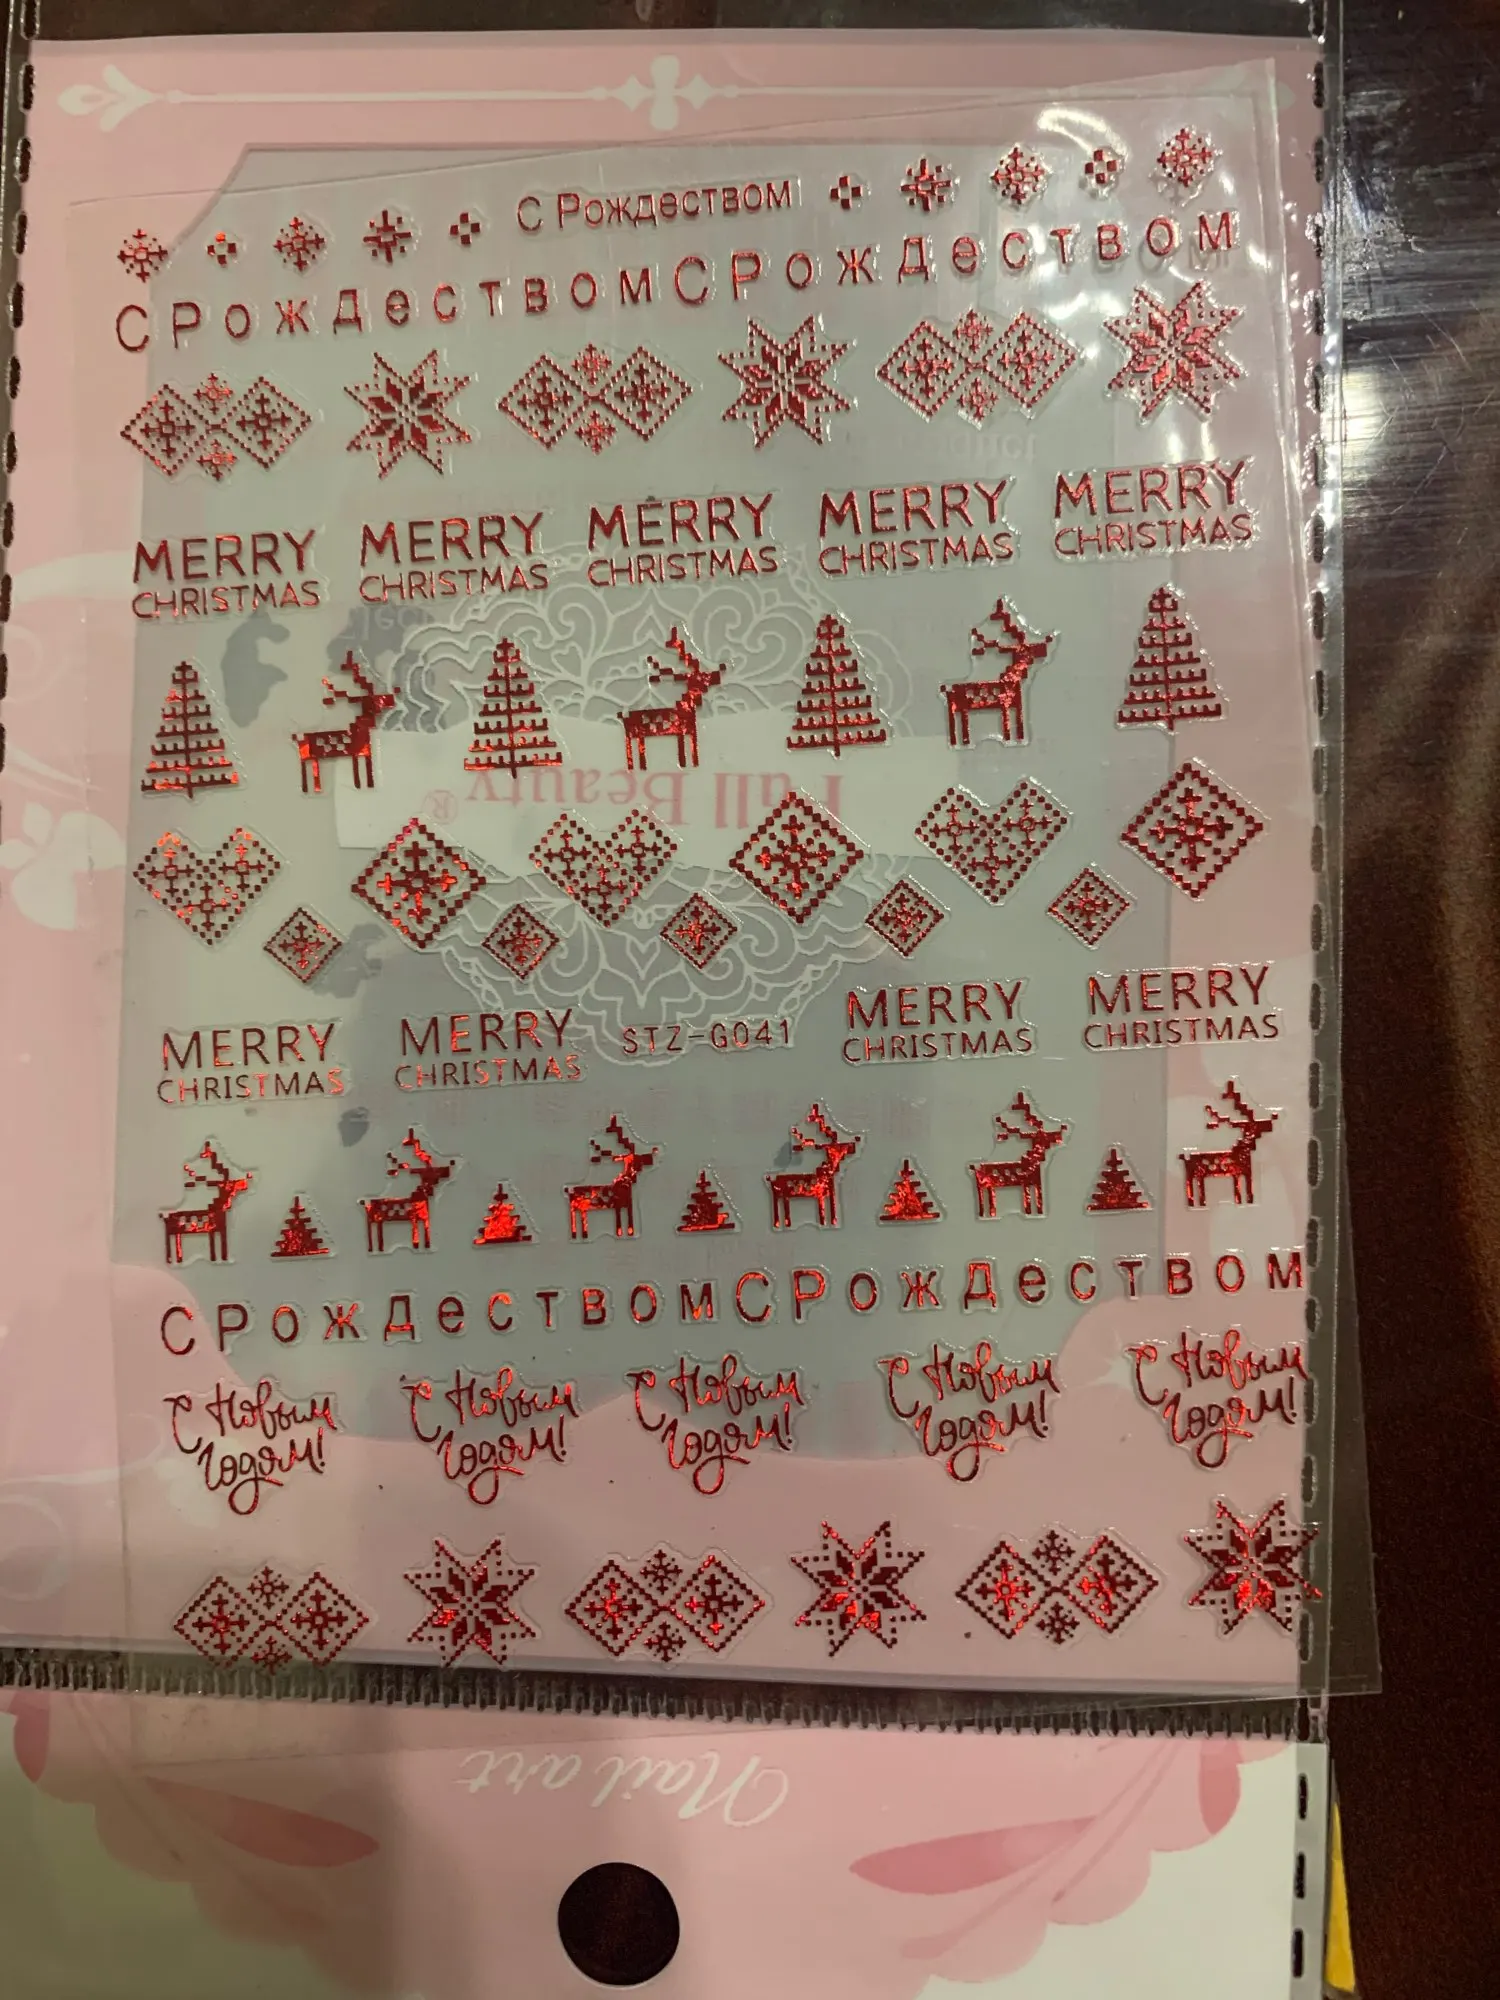 С Рождеством
СРождествомСРождеством
MERRY MERRY MERRY MERRY MERRY
CHRISTMAS CHRISTMAS CHRISTMAS CHRISTMAS CHRISTMAS
Full Beauty®
MERRY MERRY STZ-G041 MERRY MERRY
CHRISTMAS CHRISTMAS CHRISTMAS CHRISTMAS
СРождествомСРождеством
С Новым С Новым С Новым С Новым С Новым
Годом! Годом! Годом! Годом! Годом!
Nail art